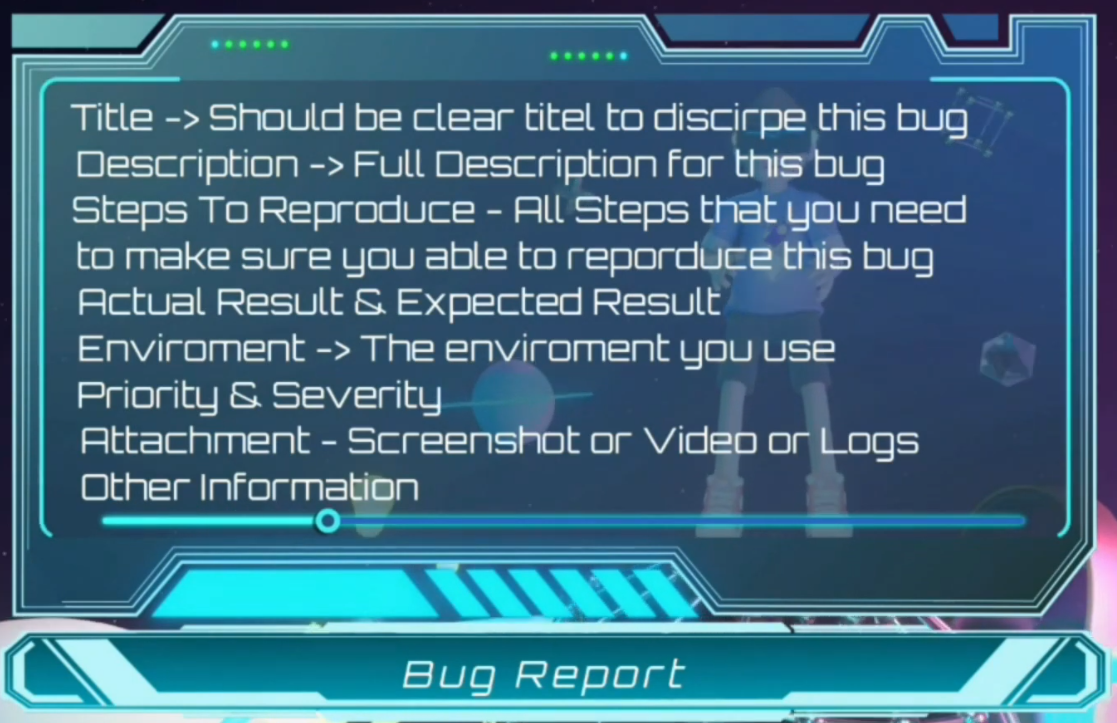 Title -> Should be clear titel to discirpe this bug
Description -> Full Description for this bug
Steps To Reproduce - All Steps that you need
to make sure you able to reporduce this bug
Actual Result & Expected Result
Enviroment -> The enviroment you use
Priority & Severity
Attachment - Screenshot or Video or Logs
Other Information
Bug Report